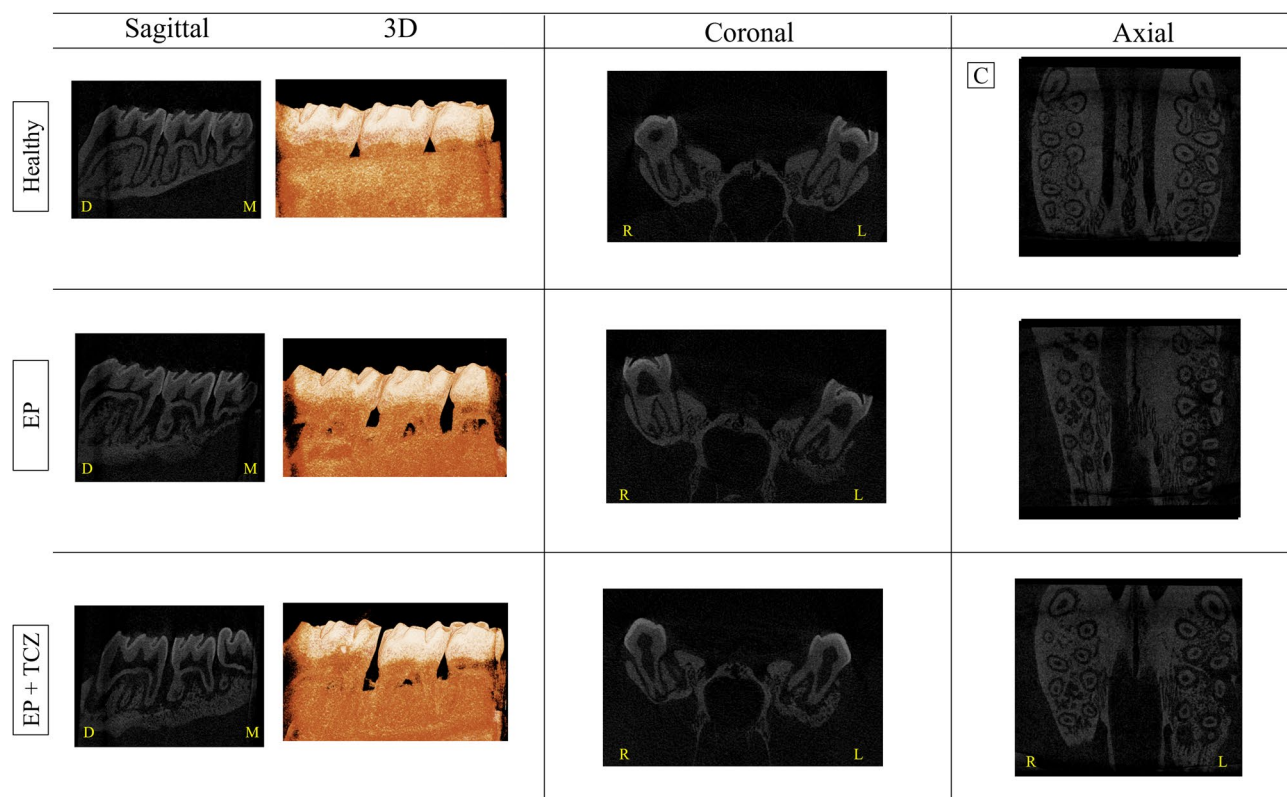 Sagittal 3D Coronal Axial
Healthy
D M
R L
C
EP
D M
R L
EP + TCZ
D M
R L
R L